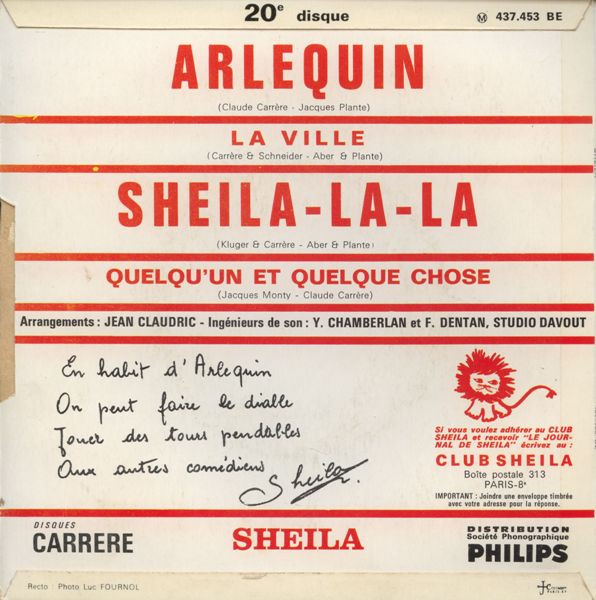 20e disque
Ⓜ 437.453 BE
ARLEQUIN
(Claude Carrère - Jacques Plante)
LA VILLE
(Carrère & Schneider - Aber & Plante)
SHEILA-LA-LA
(Kluger & Carrère - Aber & Plante)
QUELQU'UN ET QUELQUE CHOSE
(Jacques Monty - Claude Carrère)
Arrangements : JEAN CLAUDRIC - Ingénieurs de son : Y. CHAMBERLAN et F. DENTAN, STUDIO DAVOUT
En habit d'Arlequin
On peut faire le diable
Jouer des tours pendables
Aux autres comédiens
Sheila
Si vous voulez adhérer au CLUB
SHEILA et recevoir "LE JOUR-
NAL DE SHEILA" écrivez au :
CLUB SHEILA
Boîte postale 313
PARIS-8e
IMPORTANT : Joindre une enveloppe timbrée
avec votre adresse pour la réponse.
DISQUES
CARRERE
SHEILA
DISTRIBUTION
Société Phonographique
PHILIPS
Recto : Photo Luc FOURNOL